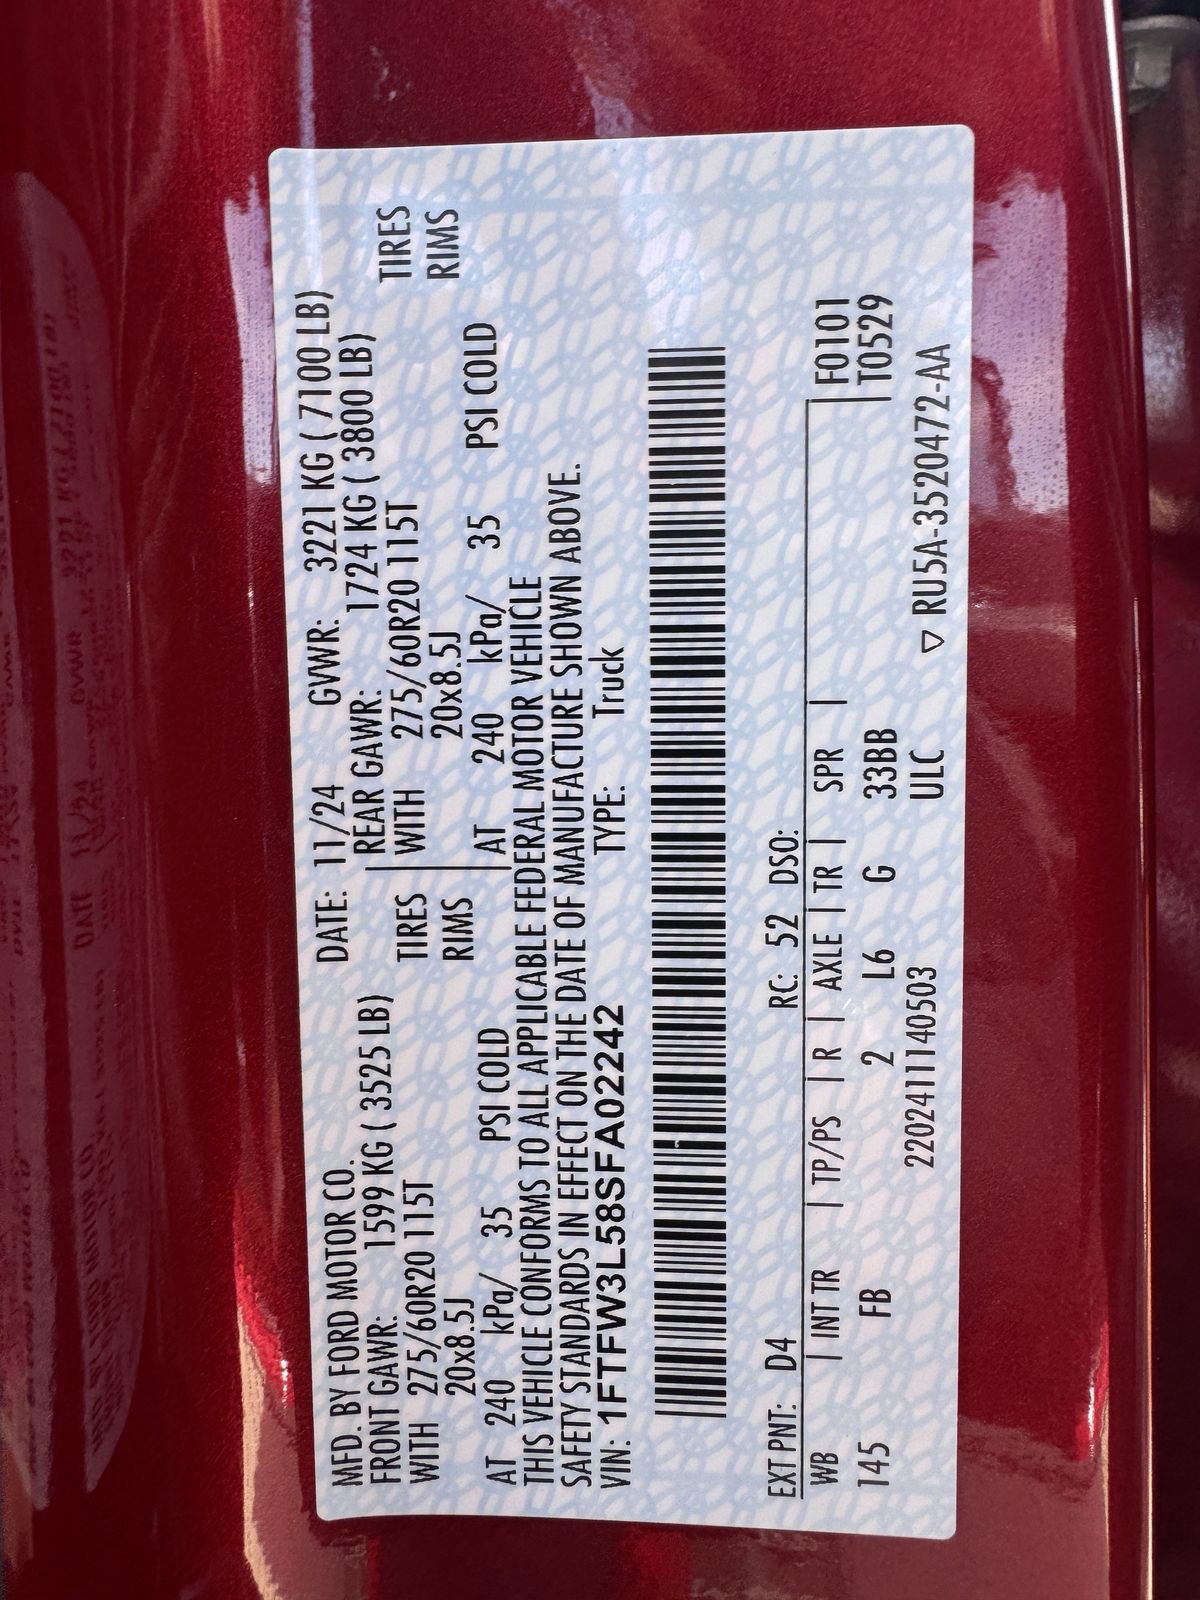 MFD. BY FORD MOTOR CO. DATE: 11/24 GVWR: 3221 KG ( 7100 LB)
FRONT GAWR: 1599 KG ( 3525 LB) REAR GAWR: 1724 KG ( 3800 LB)
WITH 275/60R20 115T TIRES WITH 275/60R20 115T TIRES
20x8.5J RIMS 20x8.5J RIMS
AT 240 kPa/ 35 PSI COLD AT 240 kPa/ 35 PSI COLD
THIS VEHICLE CONFORMS TO ALL APPLICABLE FEDERAL MOTOR VEHICLE
SAFETY STANDARDS IN EFFECT ON THE DATE OF MANUFACTURE SHOWN ABOVE.
VIN: 1FTFW3L58SFA02242 TYPE: Truck
EXT PNT: D4 RC: 52 DSO:
WB | INT TR | TP/PS | R | AXLE | TR | SPR | F0101
145 FB 2 L6 G 33BB T0529
22024111140503 ULC
▽ RU5A-3520472-AA